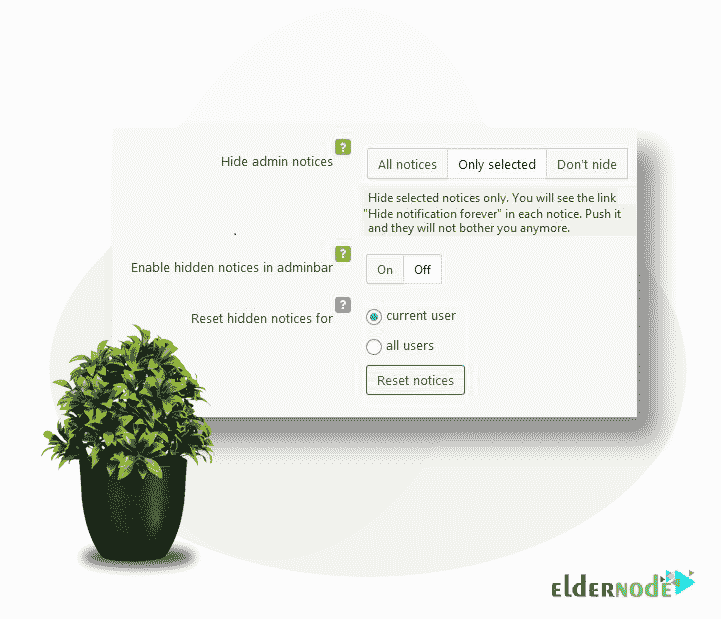 Hide admin notices ?
All notices Only selected Don't hide
Hide selected notices only. You will see the link
"Hide notification forever" in each notice. Push it
and they will not bother you anymore.
Enable hidden notices in adminbar ?
On Off
Reset hidden notices for ?
current user
all users
Reset notices
eldernode